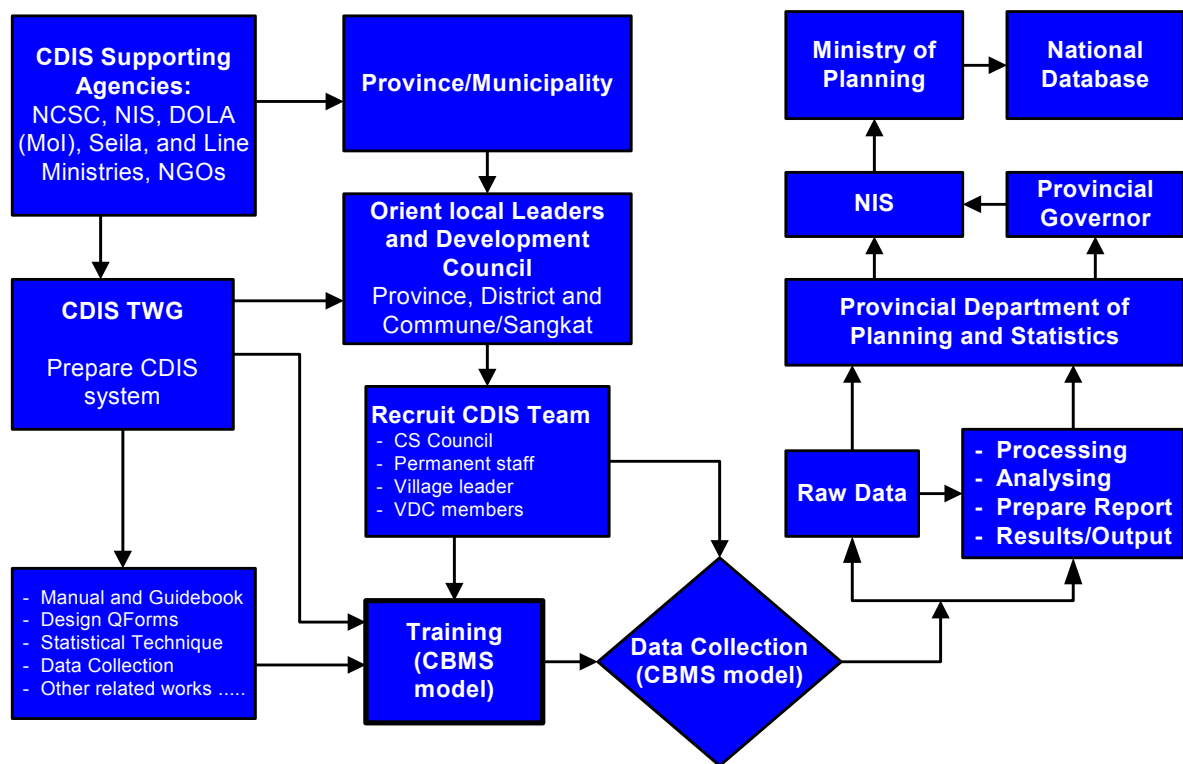 CDIS Supporting
Agencies:
NCSC, NIS, DOLA
(MoI), Seila, and Line
Ministries, NGOs
Province/Municipality
Orient local Leaders
and Development
Council
Province, District and
Commune/Sangkat
CDIS TWG
Prepare CDIS
system
Recruit CDIS Team
- CS Council
- Permanent staff
- Village leader
- VDC members
- Manual and Guidebook
- Design QForms
- Statistical Technique
- Data Collection
- Other related works .....
Training
(CBMS
model)
Data Collection
(CBMS model)
Ministry of
Planning
National
Database
NIS
Provincial
Governor
Provincial Department of
Planning and Statistics
Raw Data
- Processing
- Analysing
- Prepare Report
- Results/Output